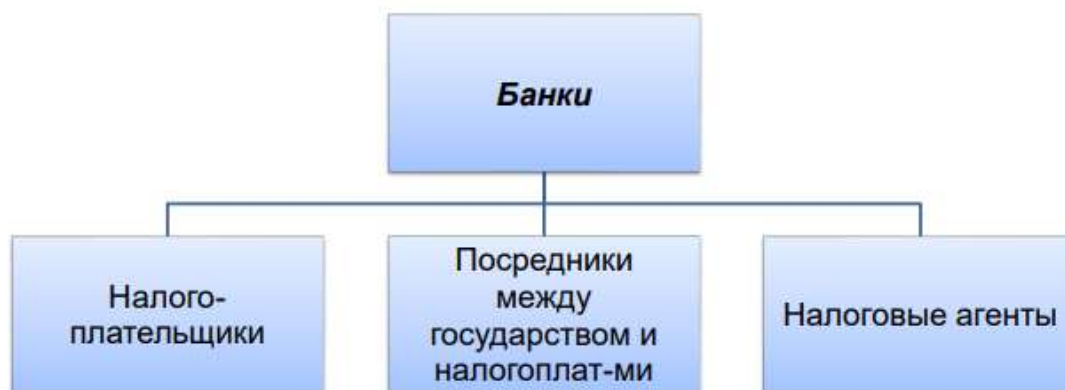 Банки
Налого-
плательщики
Посредники
между
государством и
налогоплат-ми
Налоговые агенты